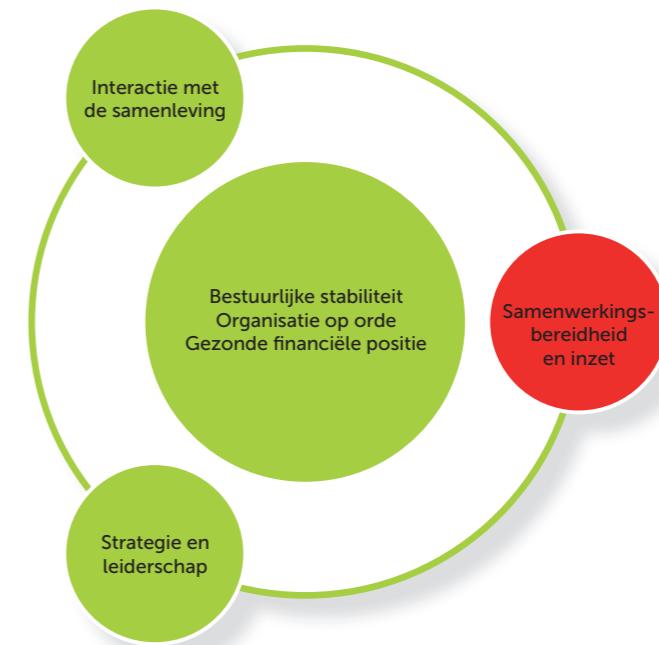 Interactie met
de samenleving
Bestuurlijke stabiliteit
Organisatie op orde
Gezonde financiële positie
Samenwerkings-
bereidheid
en inzet
Strategie en
leiderschap